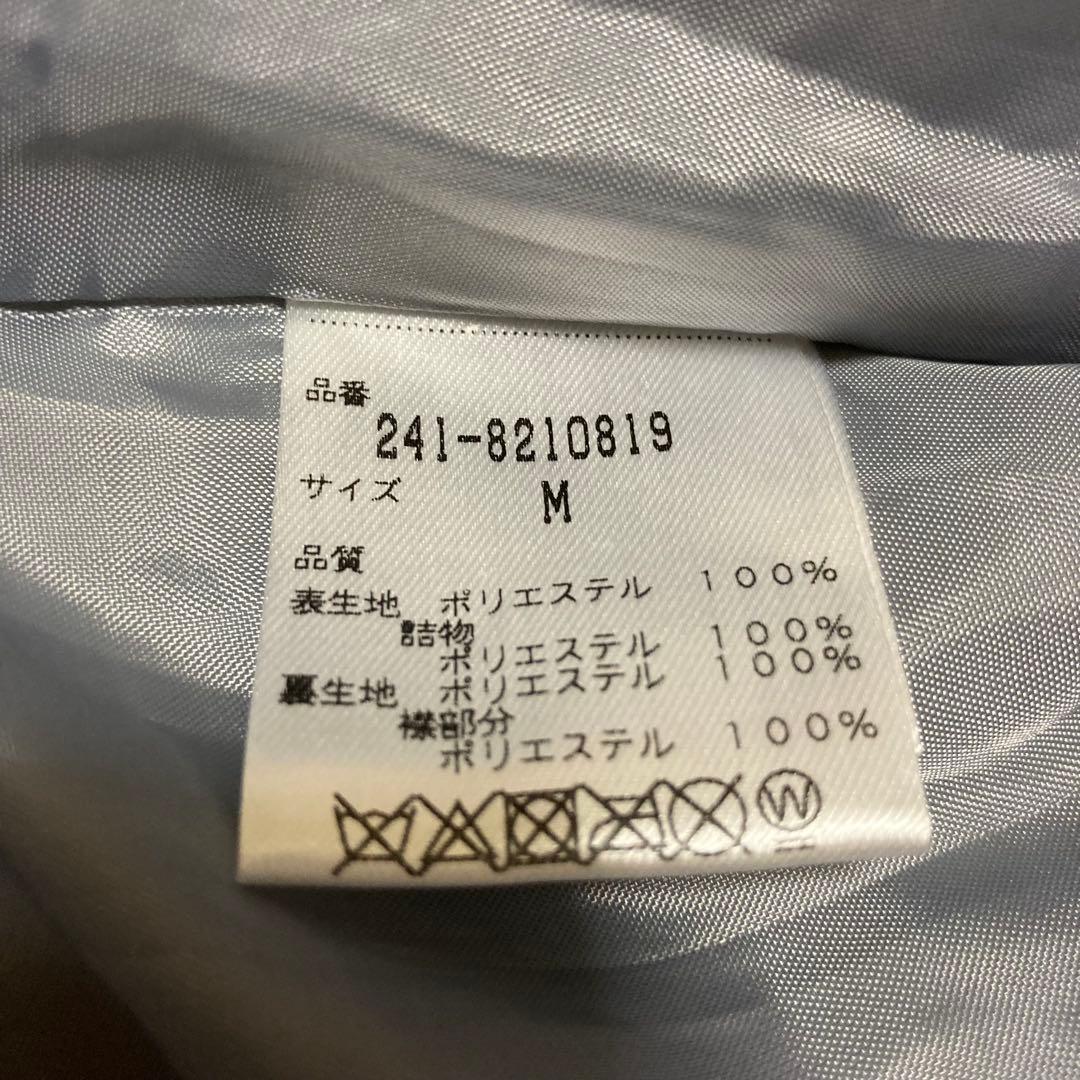 品番
241-8210819
サイズ M
品質
表生地 ポリエステル 100%
詰物
ポリエステル 100%
裏生地 ポリエステル 100%
襟部分
ポリエステル 100%
W